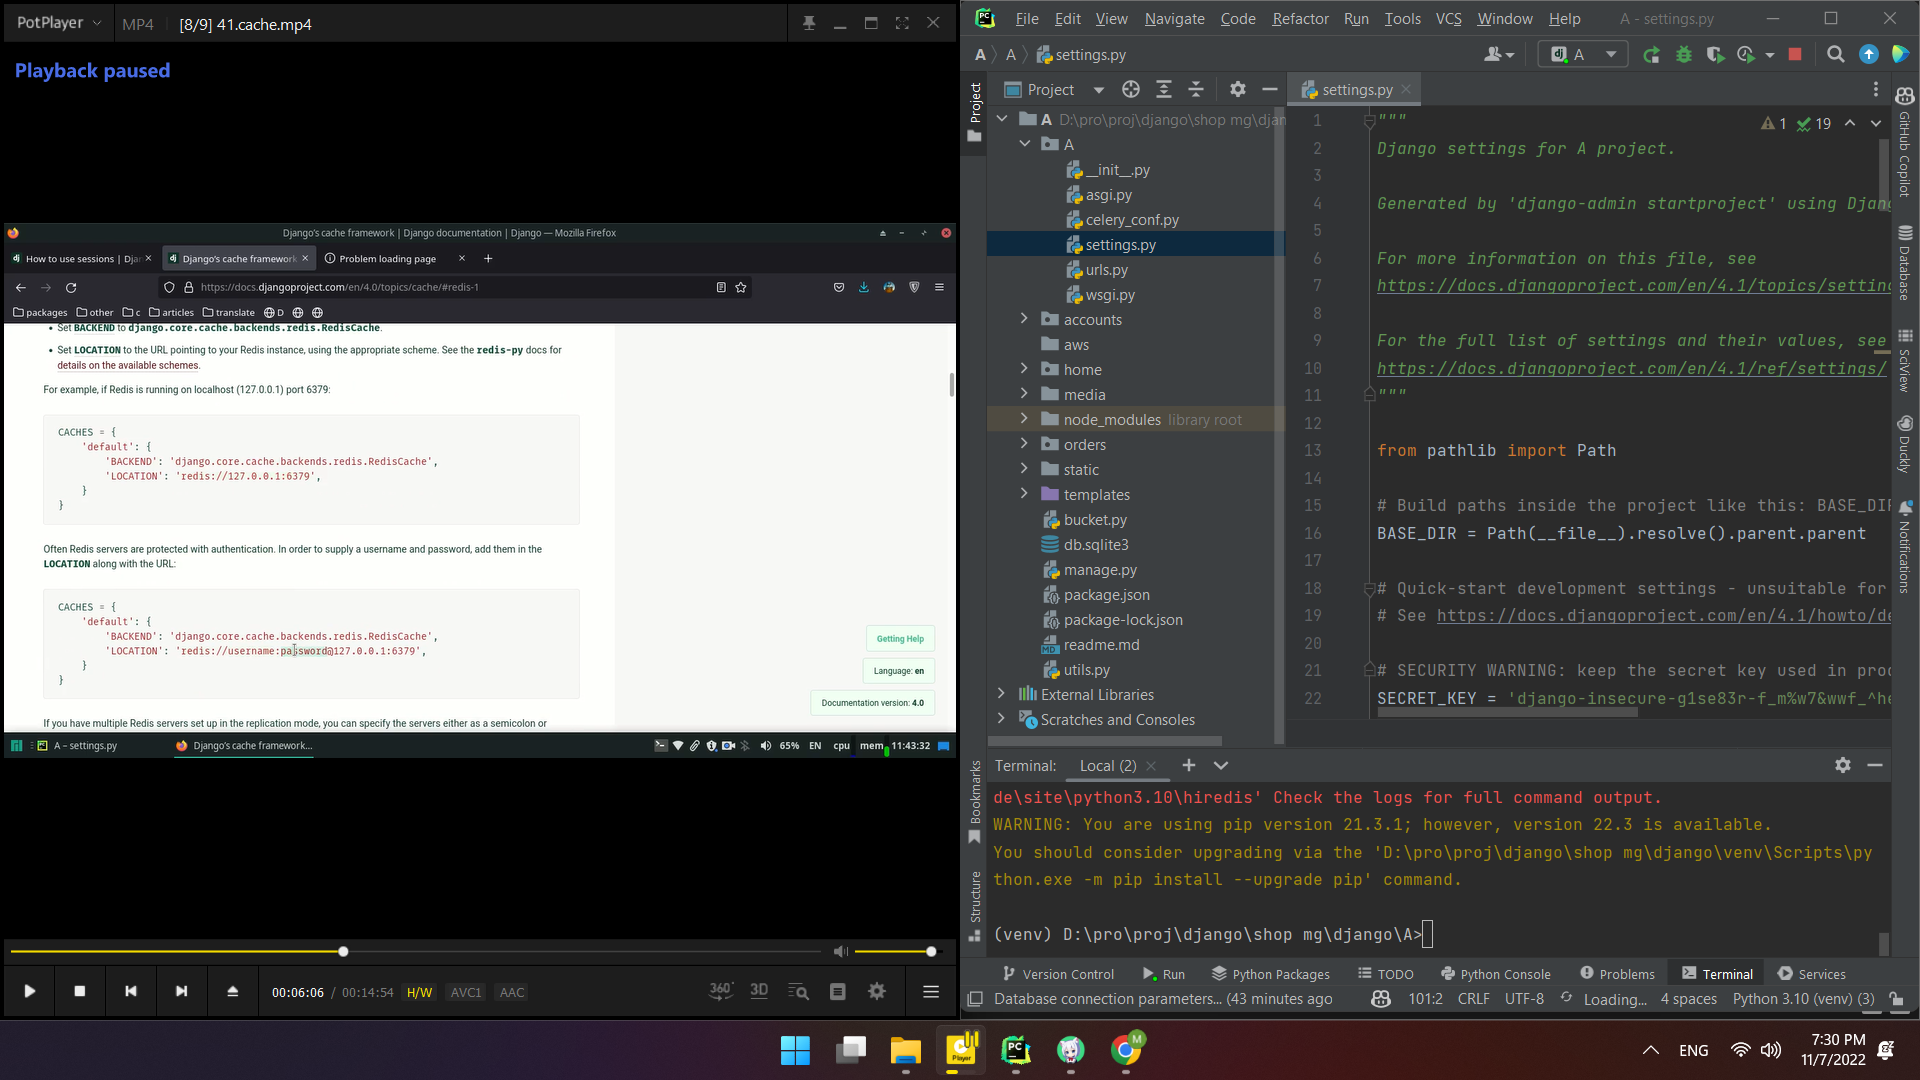 PotPlayer
MP4
[8/9] 41.cache.mp4
Playback paused
Django's cache framework | Django documentation | Django — Mozilla Firefox
How to use sessions | Djan
Django's cache framework
Problem loading page
https://docs.djangoproject.com/en/4.0/topics/cache/#redis-1
packages
other
c
articles
translate
D
• Set BACKEND to django.core.cache.backends.redis.RedisCache.
• Set LOCATION to the URL pointing to your Redis instance, using the appropriate scheme. See the redis-py docs for
details on the available schemes.
For example, if Redis is running on localhost (127.0.0.1) port 6379:
CACHES = {
'default': {
'BACKEND': 'django.core.cache.backends.redis.RedisCache',
'LOCATION': 'redis://127.0.0.1:6379',
}
}
Often Redis servers are protected with authentication. In order to supply a username and password, add them in the
LOCATION along with the URL:
CACHES = {
'default': {
'BACKEND': 'django.core.cache.backends.redis.RedisCache',
'LOCATION': 'redis://username:password@127.0.0.1:6379',
}
}
Getting Help
Language: en
Documentation version: 4.0
If you have multiple Redis servers set up in the replication mode, you can specify the servers either as a semicolon or
A – settings.py
Django's cache framework...
65%
EN
cpu
mem
11:43:32
00:06:06 / 00:14:54
H/W
AVC1
AAC
360°
3D
File Edit View Navigate Code Refactor Run Tools VCS Window Help
A - settings.py
A
A
settings.py
A
Project
settings.py
Project
A D:\pro\proj\django\shop mg\djan
A
__init__.py
asgi.py
celery_conf.py
settings.py
urls.py
wsgi.py
accounts
aws
home
media
node_modules library root
orders
static
templates
bucket.py
db.sqlite3
manage.py
package.json
package-lock.json
readme.md
utils.py
External Libraries
Scratches and Consoles
1
19
1 """
2 Django settings for A project.
3
4 Generated by 'django-admin startproject' using Djang
5
6 For more information on this file, see
7 https://docs.djangoproject.com/en/4.1/topics/setting
8
9 For the full list of settings and their values, see
10 https://docs.djangoproject.com/en/4.1/ref/settings/
11 """
12
13 from pathlib import Path
14
15 # Build paths inside the project like this: BASE_DIR
16 BASE_DIR = Path(__file__).resolve().parent.parent
17
18 # Quick-start development settings - unsuitable for
19 # See https://docs.djangoproject.com/en/4.1/howto/de
20
21 # SECURITY WARNING: keep the secret key used in prod
22 SECRET_KEY = 'django-insecure-g1se83r-f_m%w7&wwf_^he
GitHub Copilot
Database
SciView
Duckly
Notifications
Bookmarks
Structure
Terminal:
Local (2)
de\site\python3.10\hiredis' Check the logs for full command output.
WARNING: You are using pip version 21.3.1; however, version 22.3 is available.
You should consider upgrading via the 'D:\pro\proj\django\shop mg\django\venv\Scripts\py
thon.exe -m pip install --upgrade pip' command.
(venv) D:\pro\proj\django\shop mg\django\A>
Version Control
Run
Python Packages
TODO
Python Console
Problems
Terminal
Services
Database connection parameters... (43 minutes ago
101:2
CRLF
UTF-8
Loading...
4 spaces
Python 3.10 (venv) (3)
Player
PC
M
ENG
7:30 PM
11/7/2022